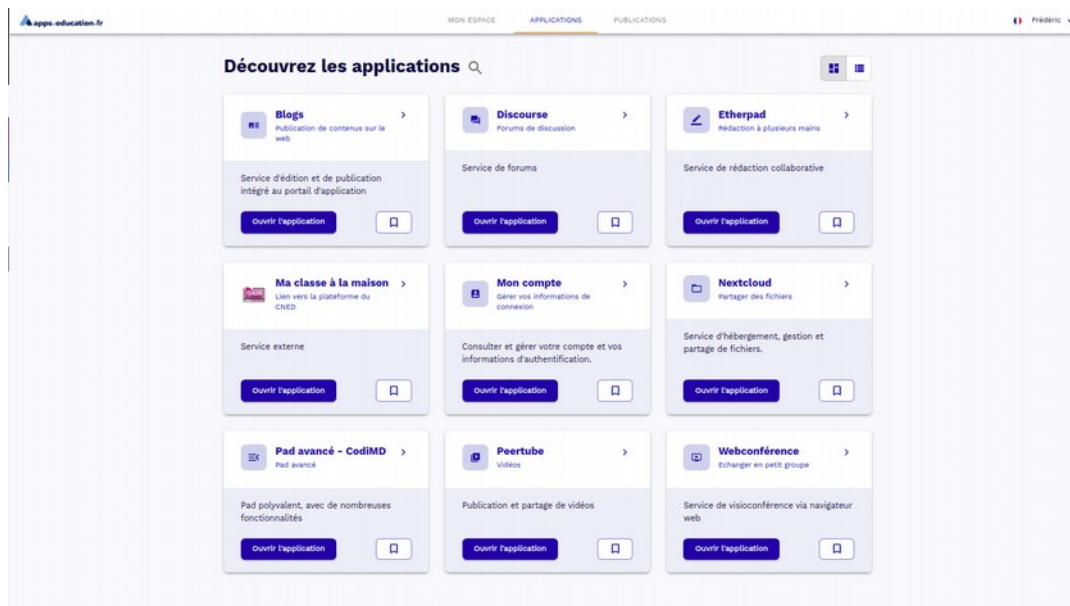 apps.education.fr
MON ESPACE
APPLICATIONS
PUBLICATIONS
Frédéric
Découvrez les applications
Blogs
Publication de contenus sur le
web
Service d'édition et de publication
intégré au portail d'application
Ouvrir l'application
Discourse
Forums de discussion
Service de forums
Ouvrir l'application
Etherpad
Rédaction à plusieurs mains
Service de rédaction collaborative
Ouvrir l'application
Ma classe à la maison
Lien vers la plateforme du
CNED
Service externe
Ouvrir l'application
Mon compte
Gérer vos informations de
connexion
Consulter et gérer votre compte et vos
informations d'authentification.
Ouvrir l'application
Nextcloud
Partager des fichiers
Service d'hébergement, gestion et
partage de fichiers.
Ouvrir l'application
Pad avancé - CodiMD
Pad avancé
Pad polyvalent, avec de nombreuses
fonctionnalités
Ouvrir l'application
Peertube
Vidéos
Publication et partage de vidéos
Ouvrir l'application
Webconférence
Echanger en petit groupe
Service de visioconférence via navigateur
web
Ouvrir l'application